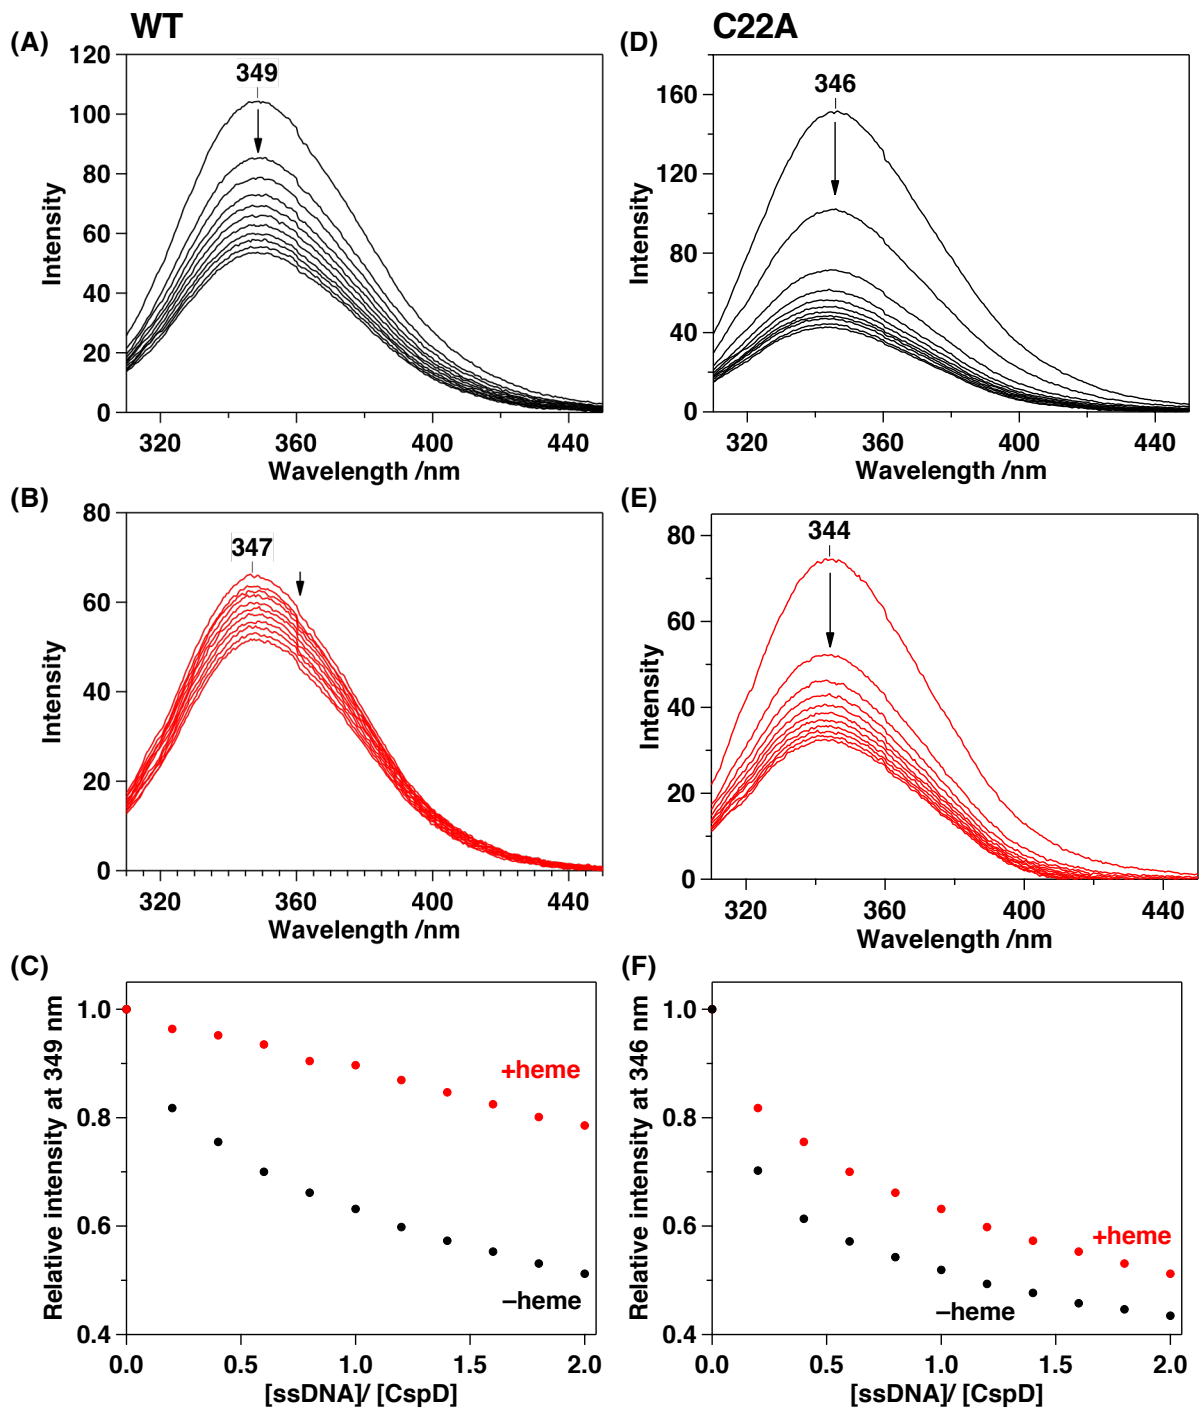 WT
(A)
349
120
100
80
60
40
20
0
Intensity
320 360 400 440
Wavelength /nm
(B)
347
80
60
40
20
0
Intensity
320 360 400 440
Wavelength /nm
(C)
1.0
0.8
0.6
0.4
Relative intensity at 349 nm
+heme
–heme
0.0 0.5 1.0 1.5 2.0
[ssDNA]/ [CspD]
C22A
(D)
346
160
120
80
40
0
Intensity
320 360 400 440
Wavelength /nm
(E)
344
80
60
40
20
0
Intensity
320 360 400 440
Wavelength /nm
(F)
1.0
0.8
0.6
0.4
Relative intensity at 346 nm
+heme
–heme
0.0 0.5 1.0 1.5 2.0
[ssDNA]/ [CspD]